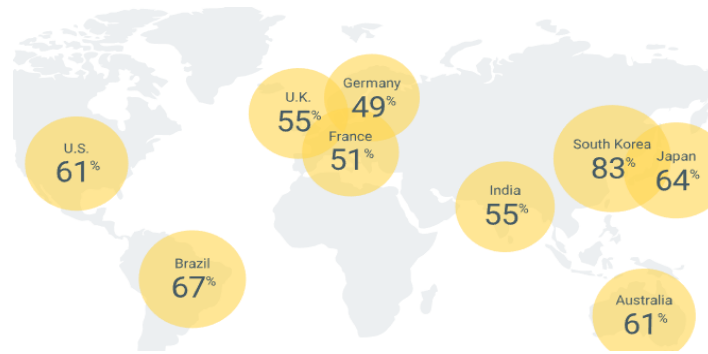 Germany
49%
U.K.
55%
France
51%
U.S.
61%
South Korea
83%
Japan
64%
India
55%
Brazil
67%
Australia
61%